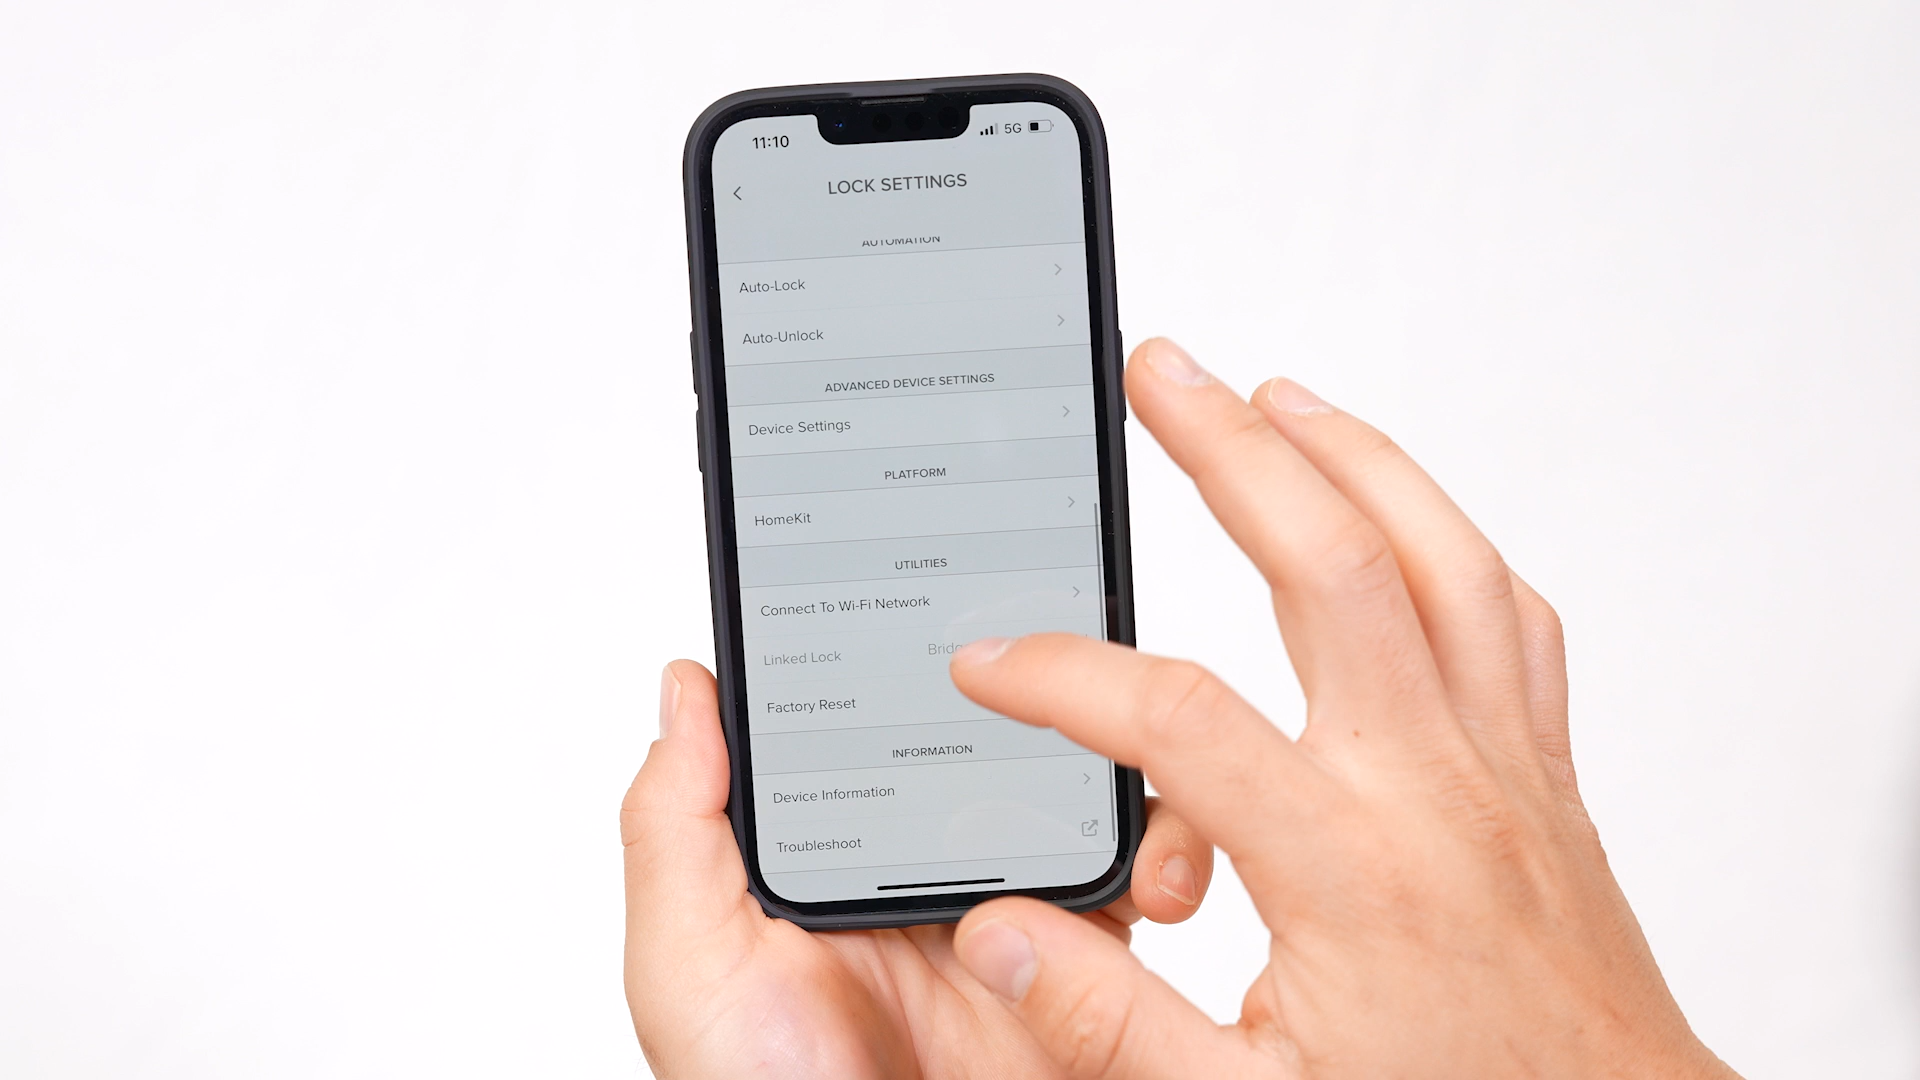 11:10
5G
LOCK SETTINGS
AUTOMATION
Auto-Lock
Auto-Unlock
ADVANCED DEVICE SETTINGS
Device Settings
PLATFORM
HomeKit
UTILITIES
Connect To Wi-Fi Network
Linked Lock
Factory Reset
INFORMATION
Device Information
Troubleshoot